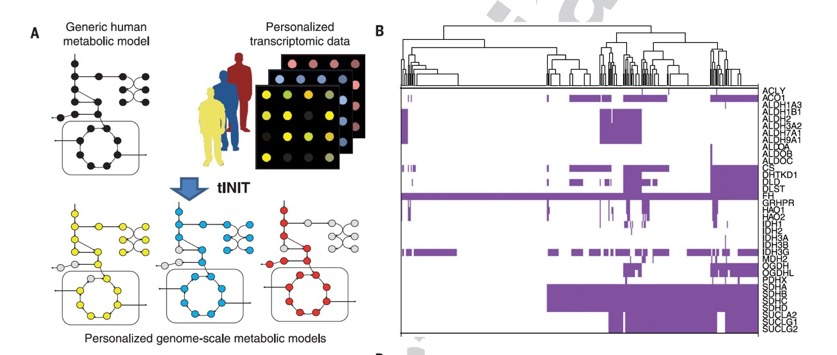 A
Generic human
metabolic model
Personalized
transcriptomic data
tINIT
Personalized genome-scale metabolic models
B
ACLY
ACO1
ALDH1A3
ALDH1B1
ALDH2
ALDH3A2
ALDH7A1
ALDH9A1
ALDOA
ALDOB
ALDOC
CS
DHTKD1
DLD
DLST
FH
GRHPR
HAO1
HAO2
IDH1
IDH2
IDH3A
IDH3B
IDH3G
MDH2
OGDH
OGDHL
PDHX
SDHA
SDHB
SDHC
SDHD
SUCLA2
SUCLG1
SUCLG2